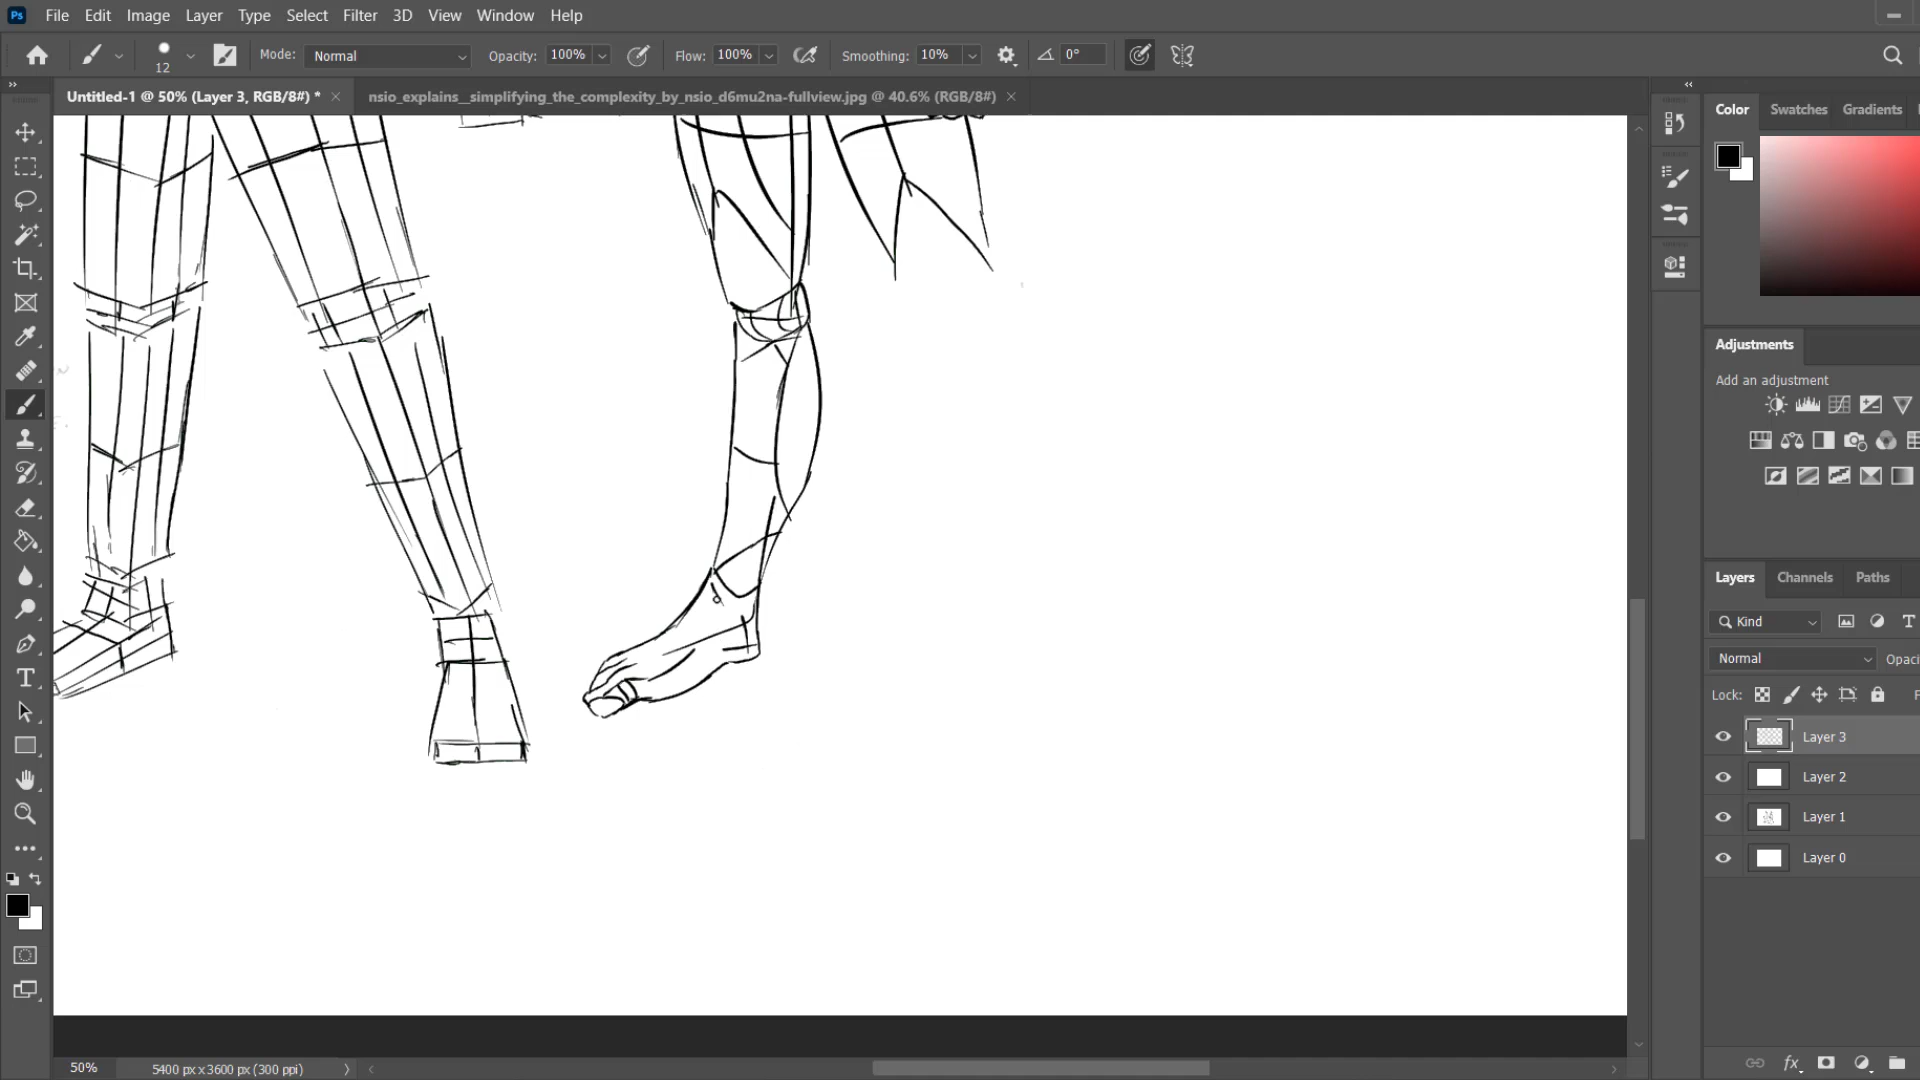 Ps File Edit Image Layer Type Select Filter 3D View Window Help
12 Mode: Normal Opacity: 100% Flow: 100% Smoothing: 10% 0°
Untitled-1 @ 50% (Layer 3, RGB/8#) * nsio_explains__simplifying_the_complexity_by_nsio_d6mu2na-fullview.jpg @ 40.6% (RGB/8#)
Color Swatches Gradients
Adjustments
Add an adjustment
Layers Channels Paths
Kind
Normal Opaci
Lock: F
Layer 3
Layer 2
Layer 1
Layer 0
fx
50% 5400 px x 3600 px (300 ppi)